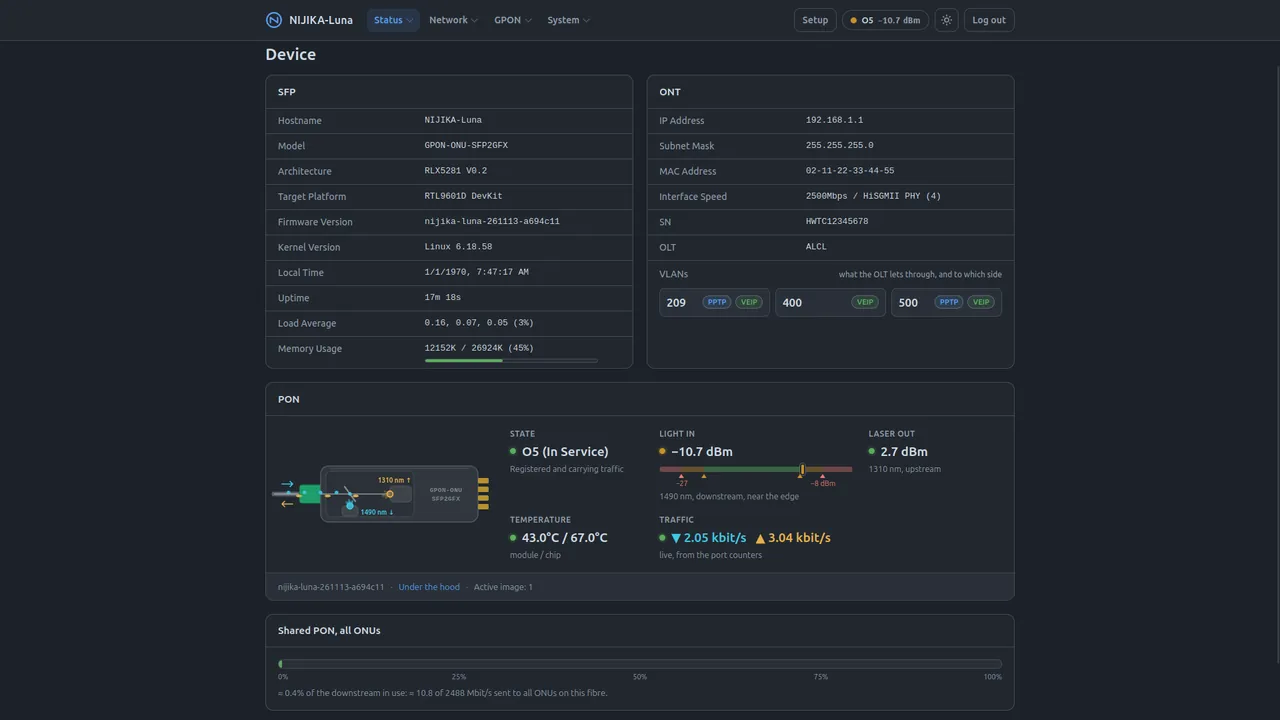 NIJIKA-Luna Status Network GPON System Setup O5 −10.7 dBm Log out
Device
SFP
Hostname NIJIKA-Luna
Model GPON-ONU-SFP2GFX
Architecture RLX5281 V0.2
Target Platform RTL9601D DevKit
Firmware Version nijika-luna-261113-a694c11
Kernel Version Linux 6.18.58
Local Time 1/1/1970, 7:47:17 AM
Uptime 17m 18s
Load Average 0.16, 0.07, 0.05 (3%)
Memory Usage 12152K / 26924K (45%)
ONT
IP Address 192.168.1.1
Subnet Mask 255.255.255.0
MAC Address 02-11-22-33-44-55
Interface Speed 2500Mbps / HiSGMII PHY (4)
SN HWTC12345678
OLT ALCL
VLANs what the OLT lets through, and to which side
209 PPTP VEIP 400 VEIP 500 PPTP VEIP
PON
1310 nm ↑
GPON-ONU
SFP2GFX
1490 nm ↓
STATE
O5 (In Service)
Registered and carrying traffic
LIGHT IN
−10.7 dBm
−27 −8 dBm
1490 nm, downstream, near the edge
LASER OUT
2.7 dBm
1310 nm, upstream
TEMPERATURE
43.0°C / 67.0°C
module / chip
TRAFFIC
▼ 2.05 kbit/s ▲ 3.04 kbit/s
live, from the port counters
nijika-luna-261113-a694c11 · Under the hood · Active image: 1
Shared PON, all ONUs
0% 25% 50% 75% 100%
≈ 0.4% of the downstream in use: ≈ 10.8 of 2488 Mbit/s sent to all ONUs on this fibre.